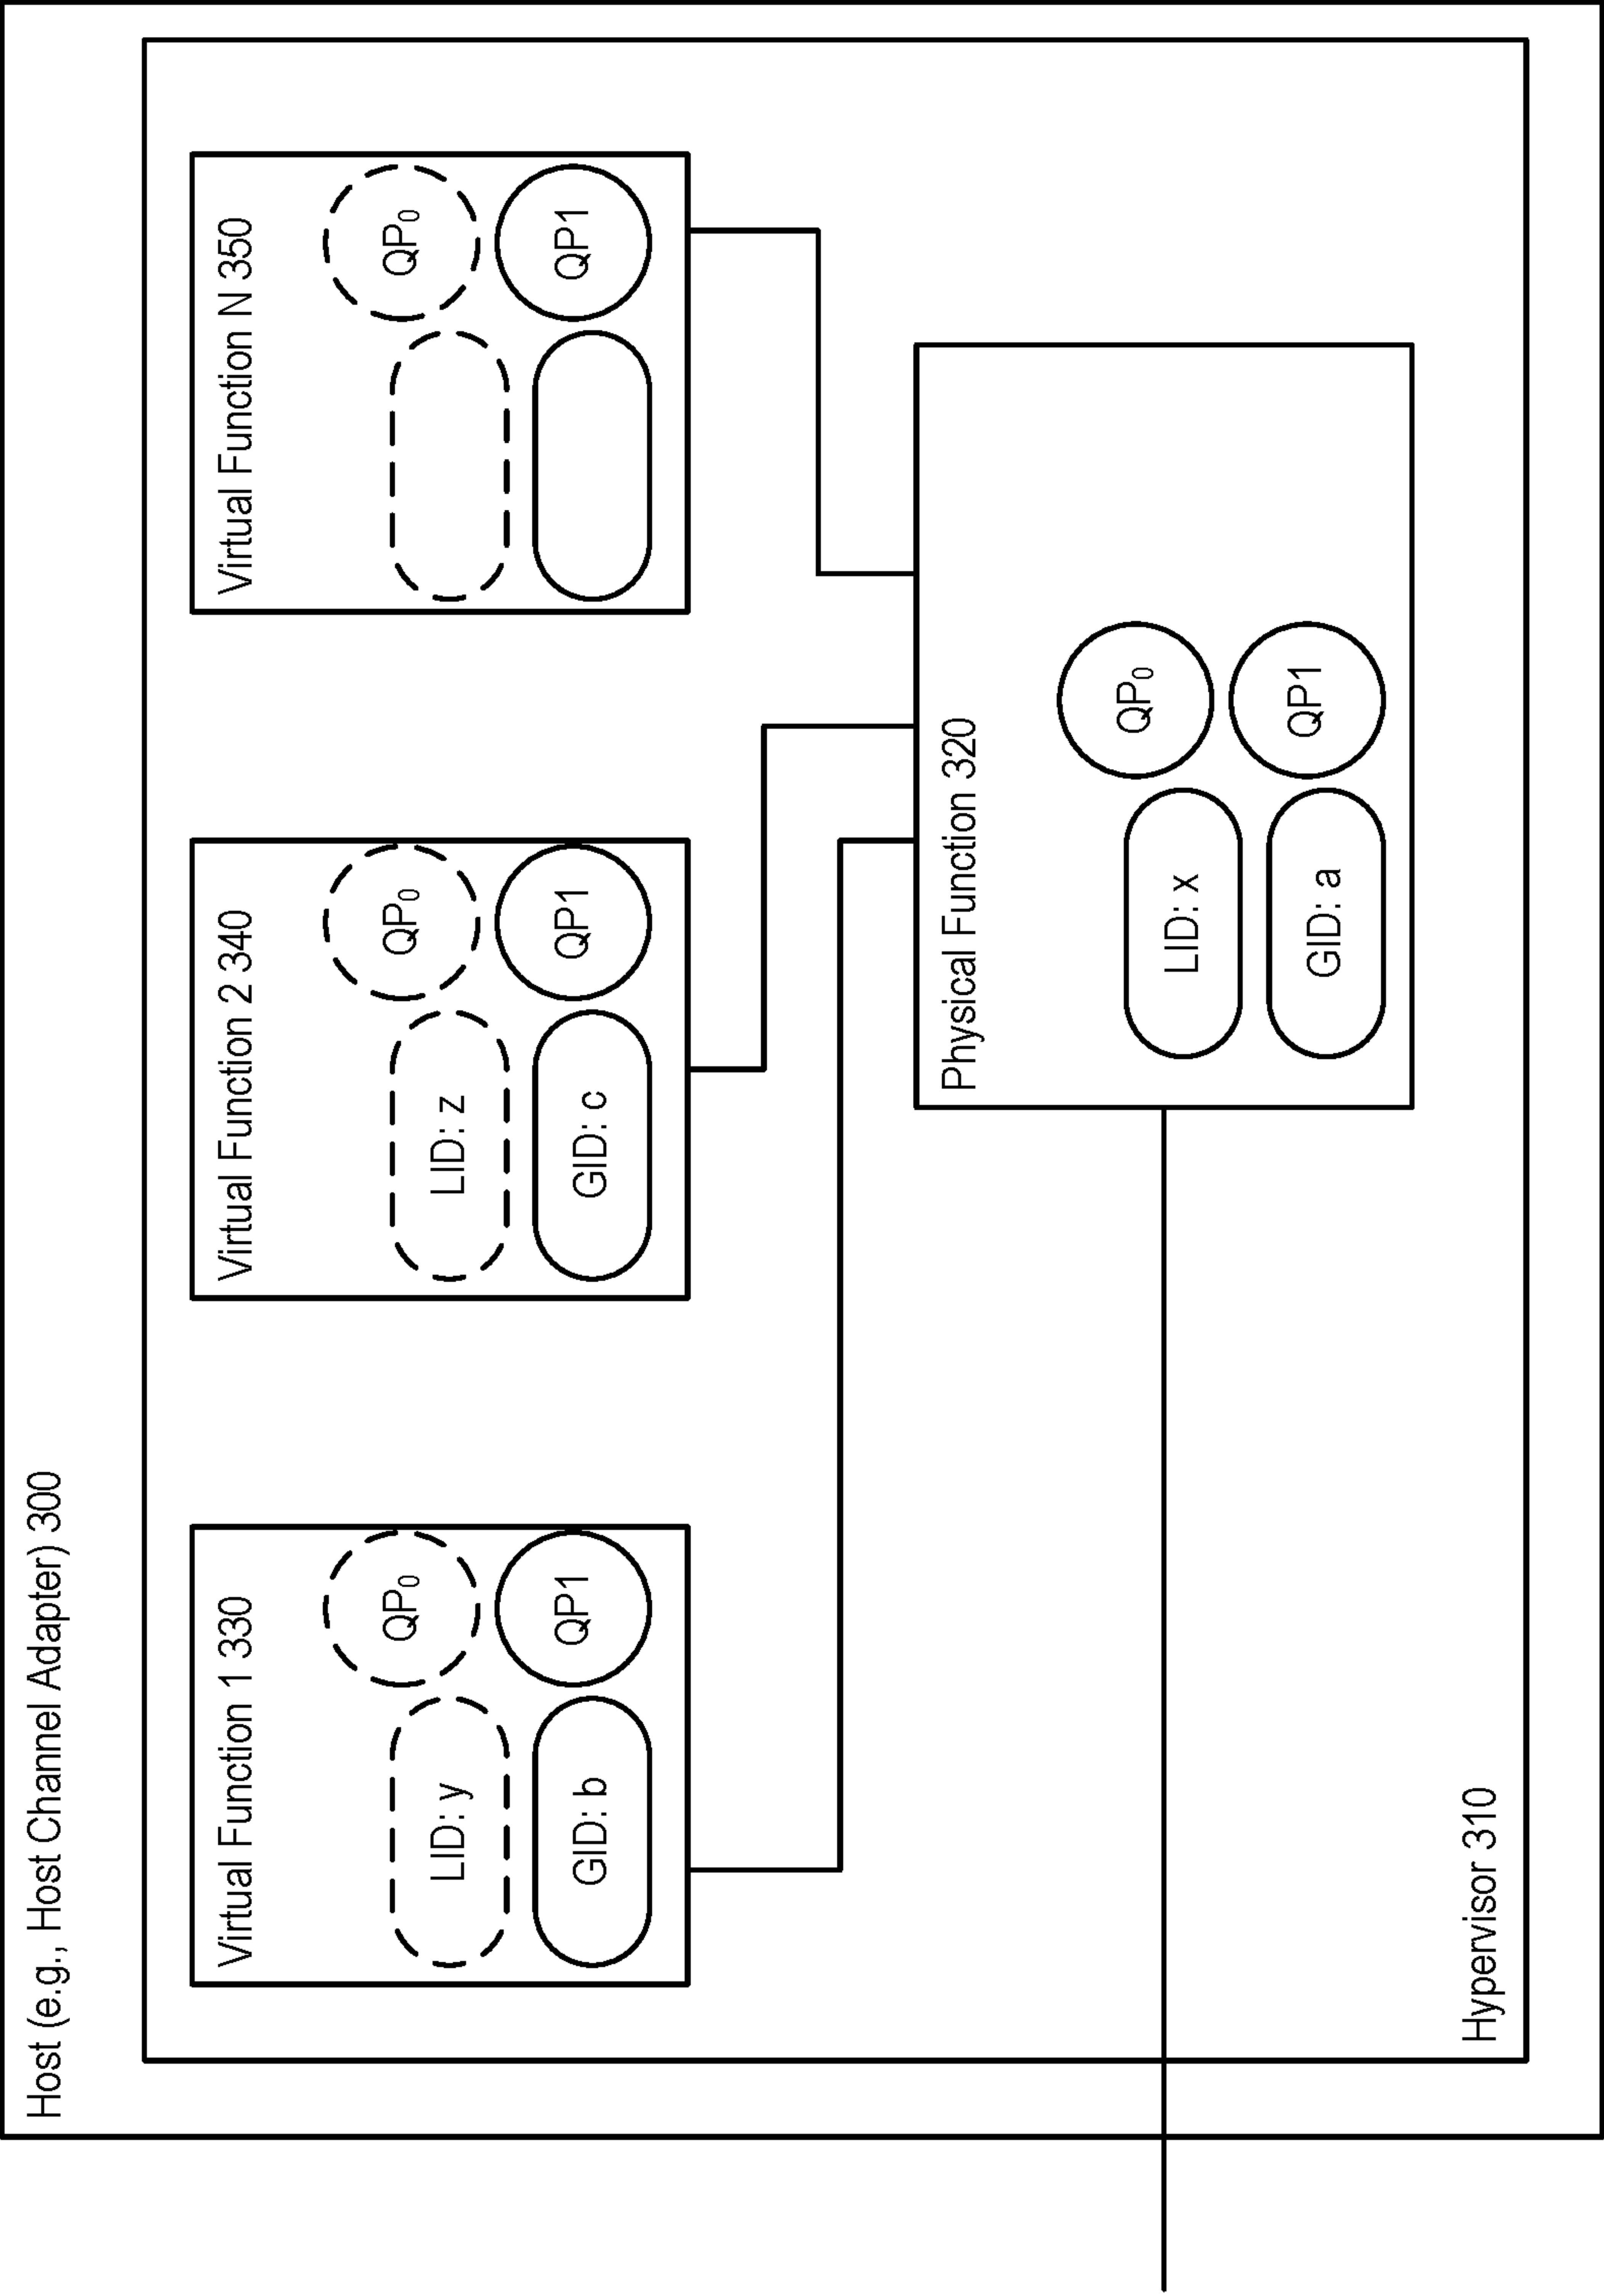 Host (e.g., Host Channel Adapter) 300
Virtual Function 1 330
QP0
LID: y
QP1
GID: b
Virtual Function 2 340
QP0
LID: z
QP1
GID: c
Virtual Function N 350
QP0
QP1
Physical Function 320
QP0
LID: x
QP1
GID: a
Hypervisor 310